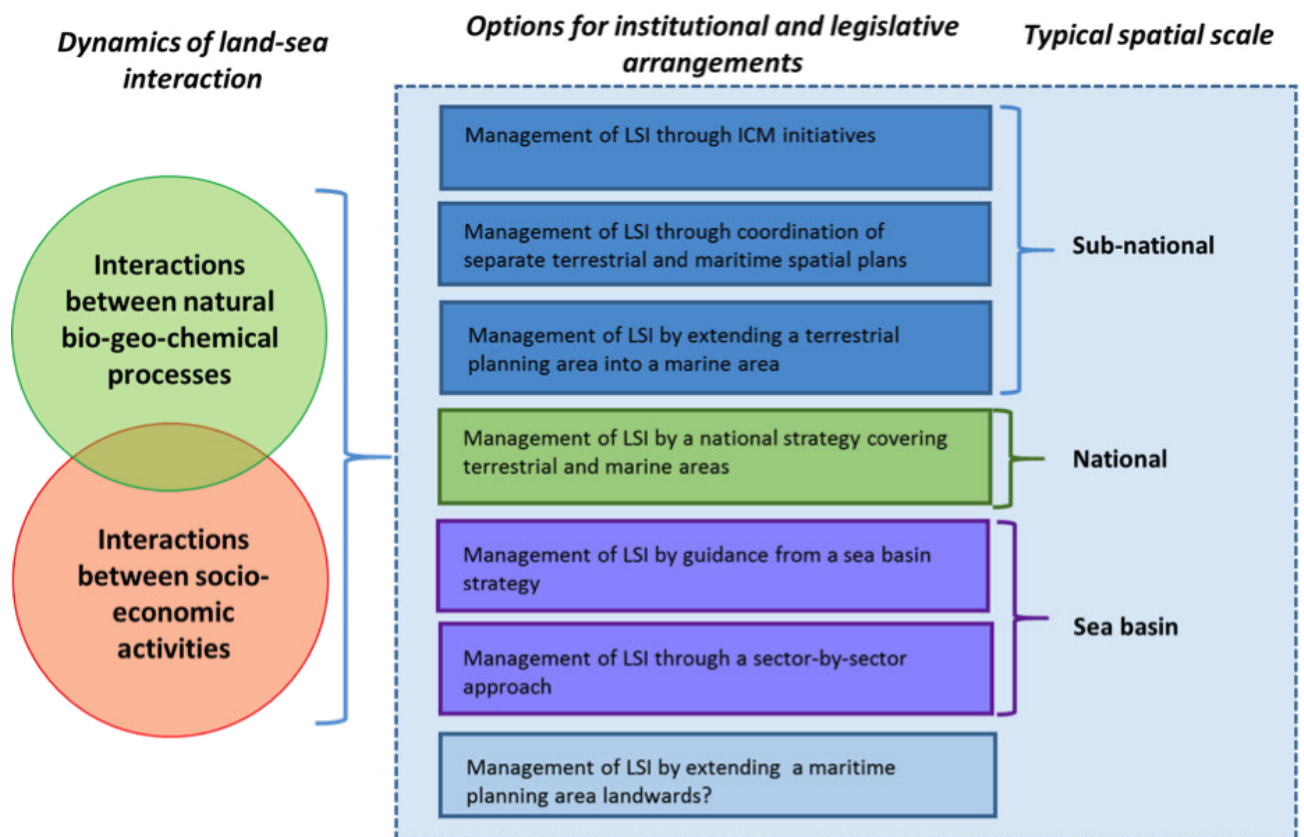 Dynamics of land-sea
interaction
Options for institutional and legislative
arrangements
Typical spatial scale
Interactions
between natural
bio-geo-chemical
processes
Interactions
between socio-
economic
activities
Management of LSI through ICM initiatives
Management of LSI through coordination of
separate terrestrial and maritime spatial plans
Management of LSI by extending a terrestrial
planning area into a marine area
Sub-national
Management of LSI by a national strategy covering
terrestrial and marine areas
National
Management of LSI by guidance from a sea basin
strategy
Management of LSI through a sector-by-sector
approach
Sea basin
Management of LSI by extending a maritime
planning area landwards?